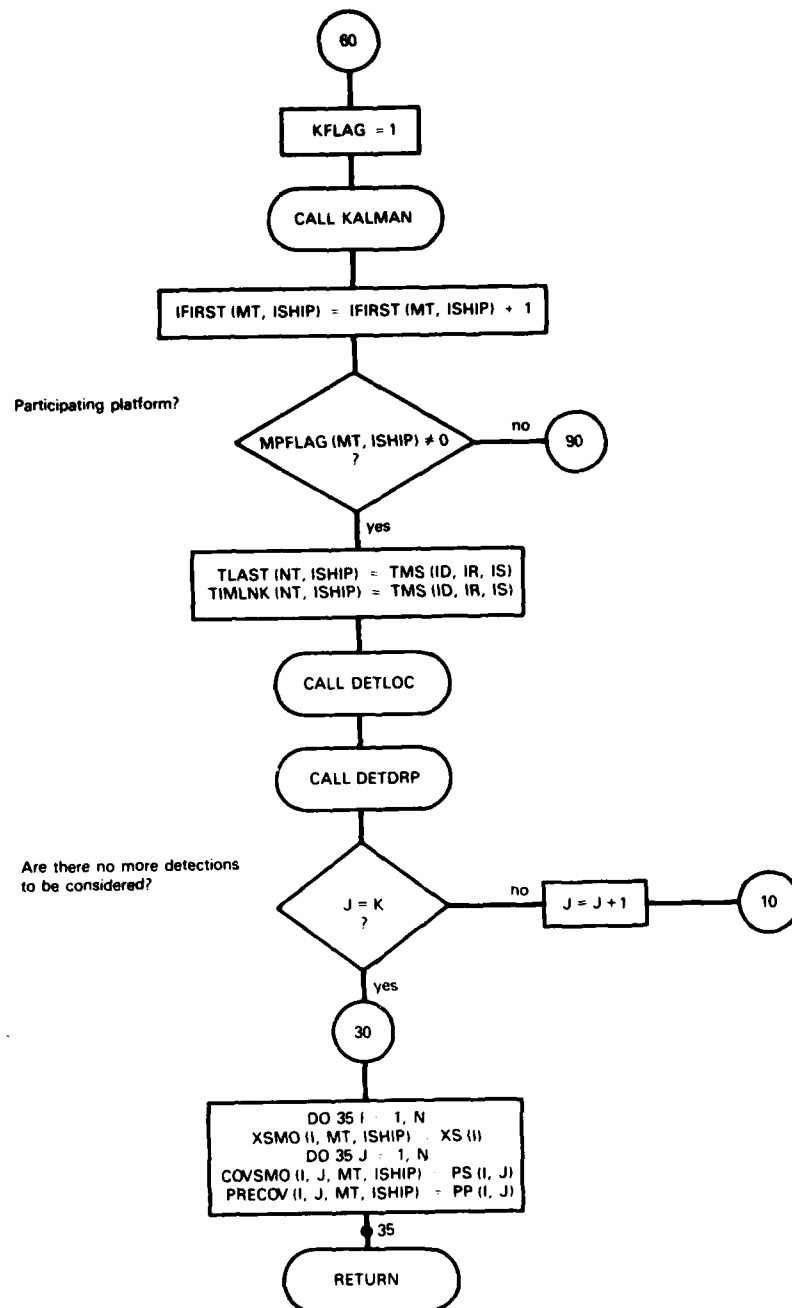 60
KFLAG = 1
CALL KALMAN
IFIRST (MT, ISHIP) = IFIRST (MT, ISHIP) + 1
Participating platform?
MPFLAG (MT, ISHIP) ≠ 0
?
no
90
yes
TLAST (NT, ISHIP) = TMS (ID, IR, IS)
TIMLNK (NT, ISHIP) = TMS (ID, IR, IS)
CALL DETLOC
CALL DETDRP
Are there no more detections
to be considered?
J = K
?
no
J = J + 1
10
yes
30
DO 35 I = 1, N
XSMO (I, MT, ISHIP) = XS (I)
DO 35 J = 1, N
COVSMO (I, J, MT, ISHIP) = PS (I, J)
PRECOV (I, J, MT, ISHIP) = PP (I, J)
35
RETURN